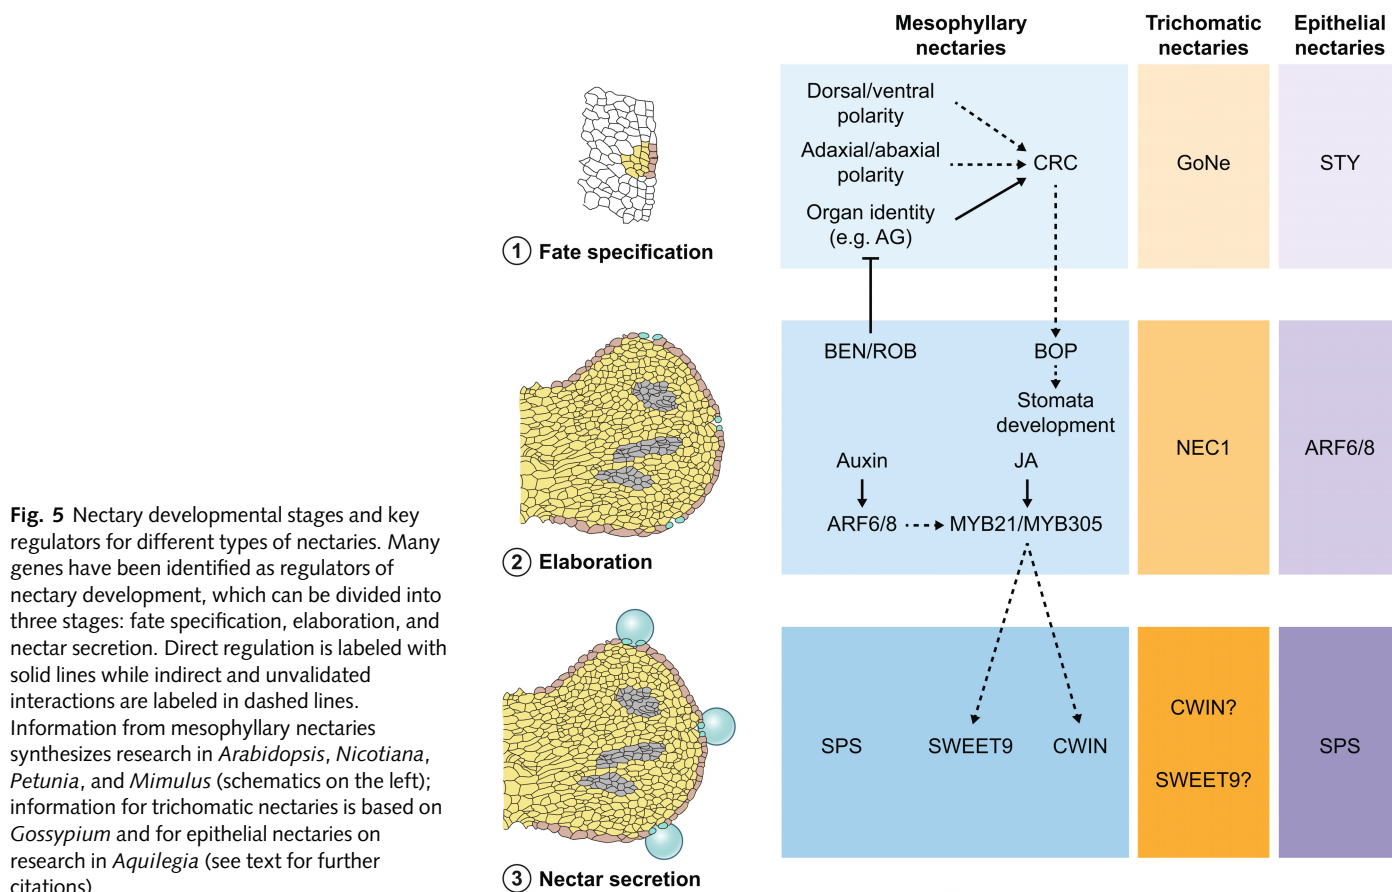 Mesophyllary
nectaries
Trichomatic
nectaries
Epithelial
nectaries
Dorsal/ventral
polarity
Adaxial/abaxial
polarity
CRC
Organ identity
(e.g. AG)
GoNe
STY
1 Fate specification
BEN/ROB
BOP
Stomata
development
Auxin
JA
ARF6/8
MYB21/MYB305
NEC1
ARF6/8
2 Elaboration
SPS
SWEET9
CWIN
CWIN?
SWEET9?
SPS
3 Nectar secretion
Fig. 5 Nectary developmental stages and key
regulators for different types of nectaries. Many
genes have been identified as regulators of
nectary development, which can be divided into
three stages: fate specification, elaboration, and
nectar secretion. Direct regulation is labeled with
solid lines while indirect and unvalidated
interactions are labeled in dashed lines.
Information from mesophyllary nectaries
synthesizes research in Arabidopsis, Nicotiana,
Petunia, and Mimulus (schematics on the left);
information for trichomatic nectaries is based on
Gossypium and for epithelial nectaries on
research in Aquilegia (see text for further
citations).